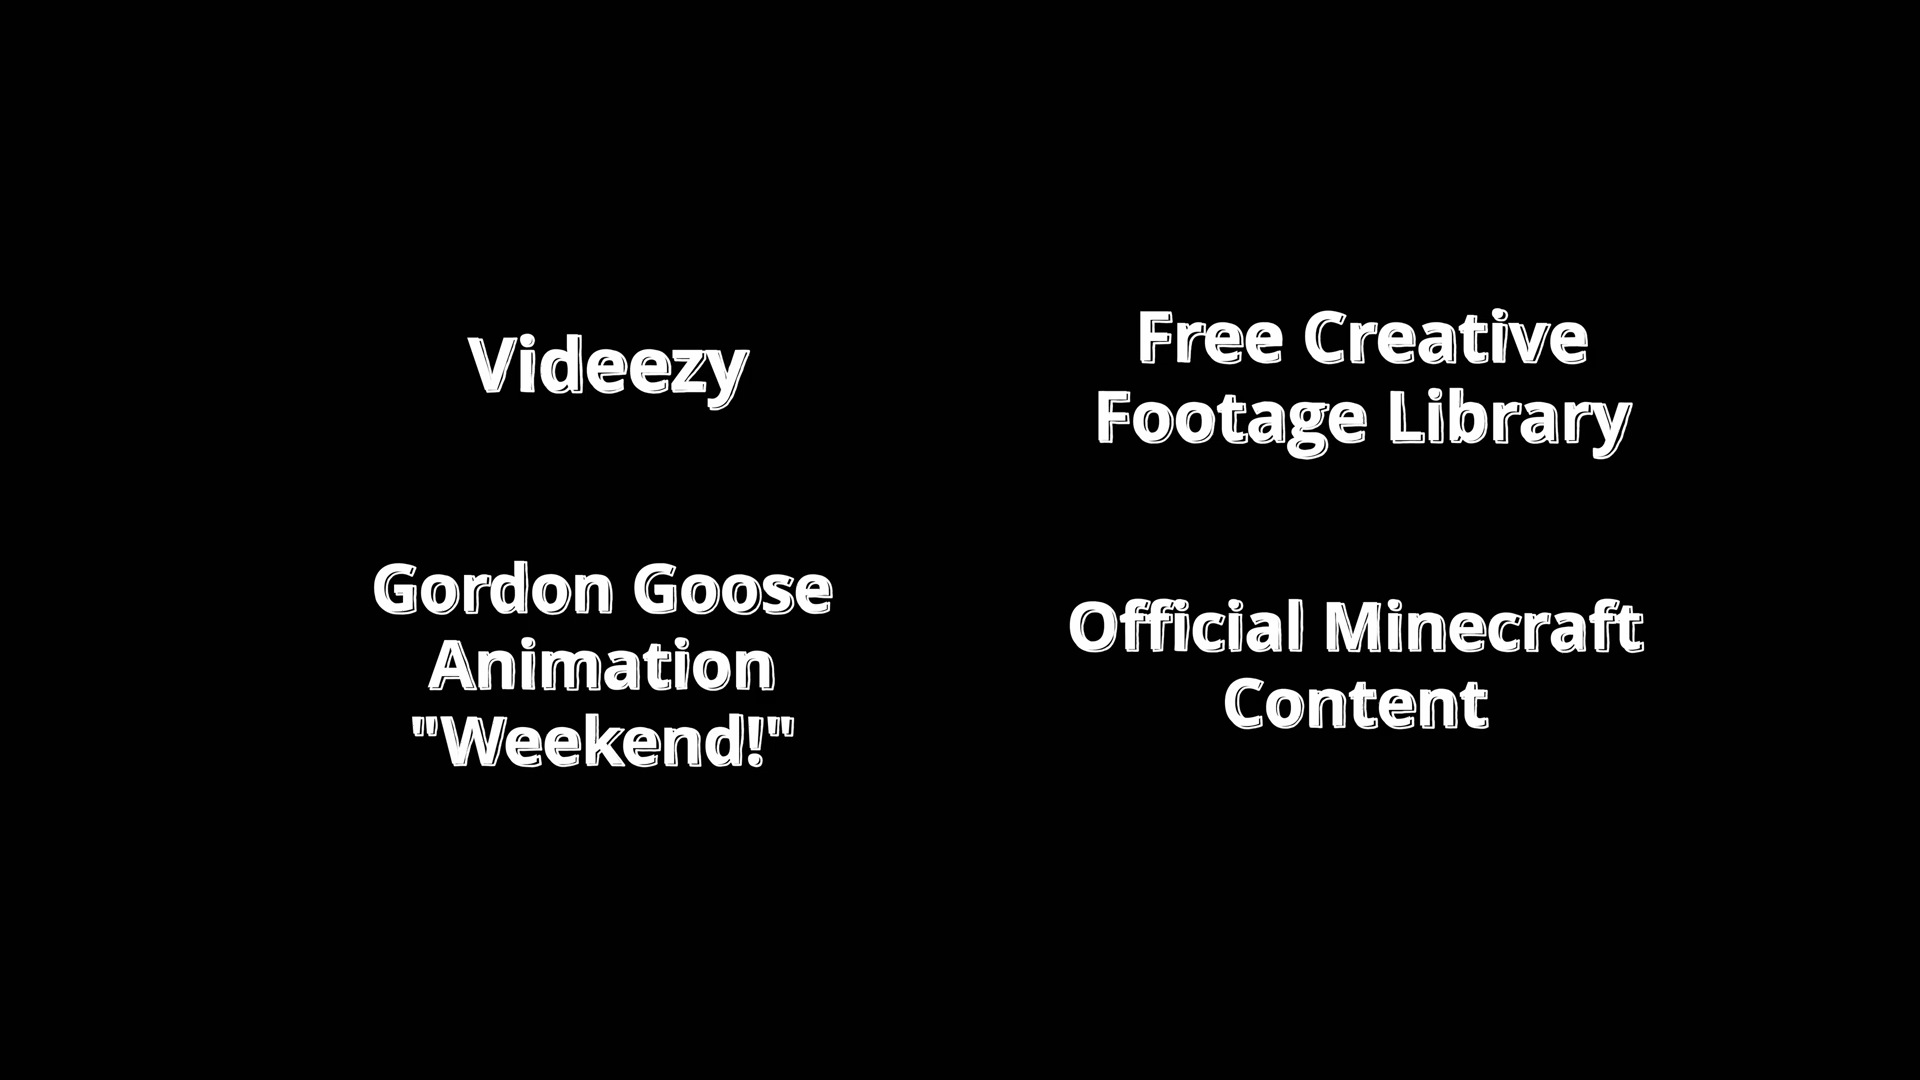 Videezy
Free Creative
Footage Library
Gordon Goose
Animation
"Weekend!"
Official Minecraft
Content